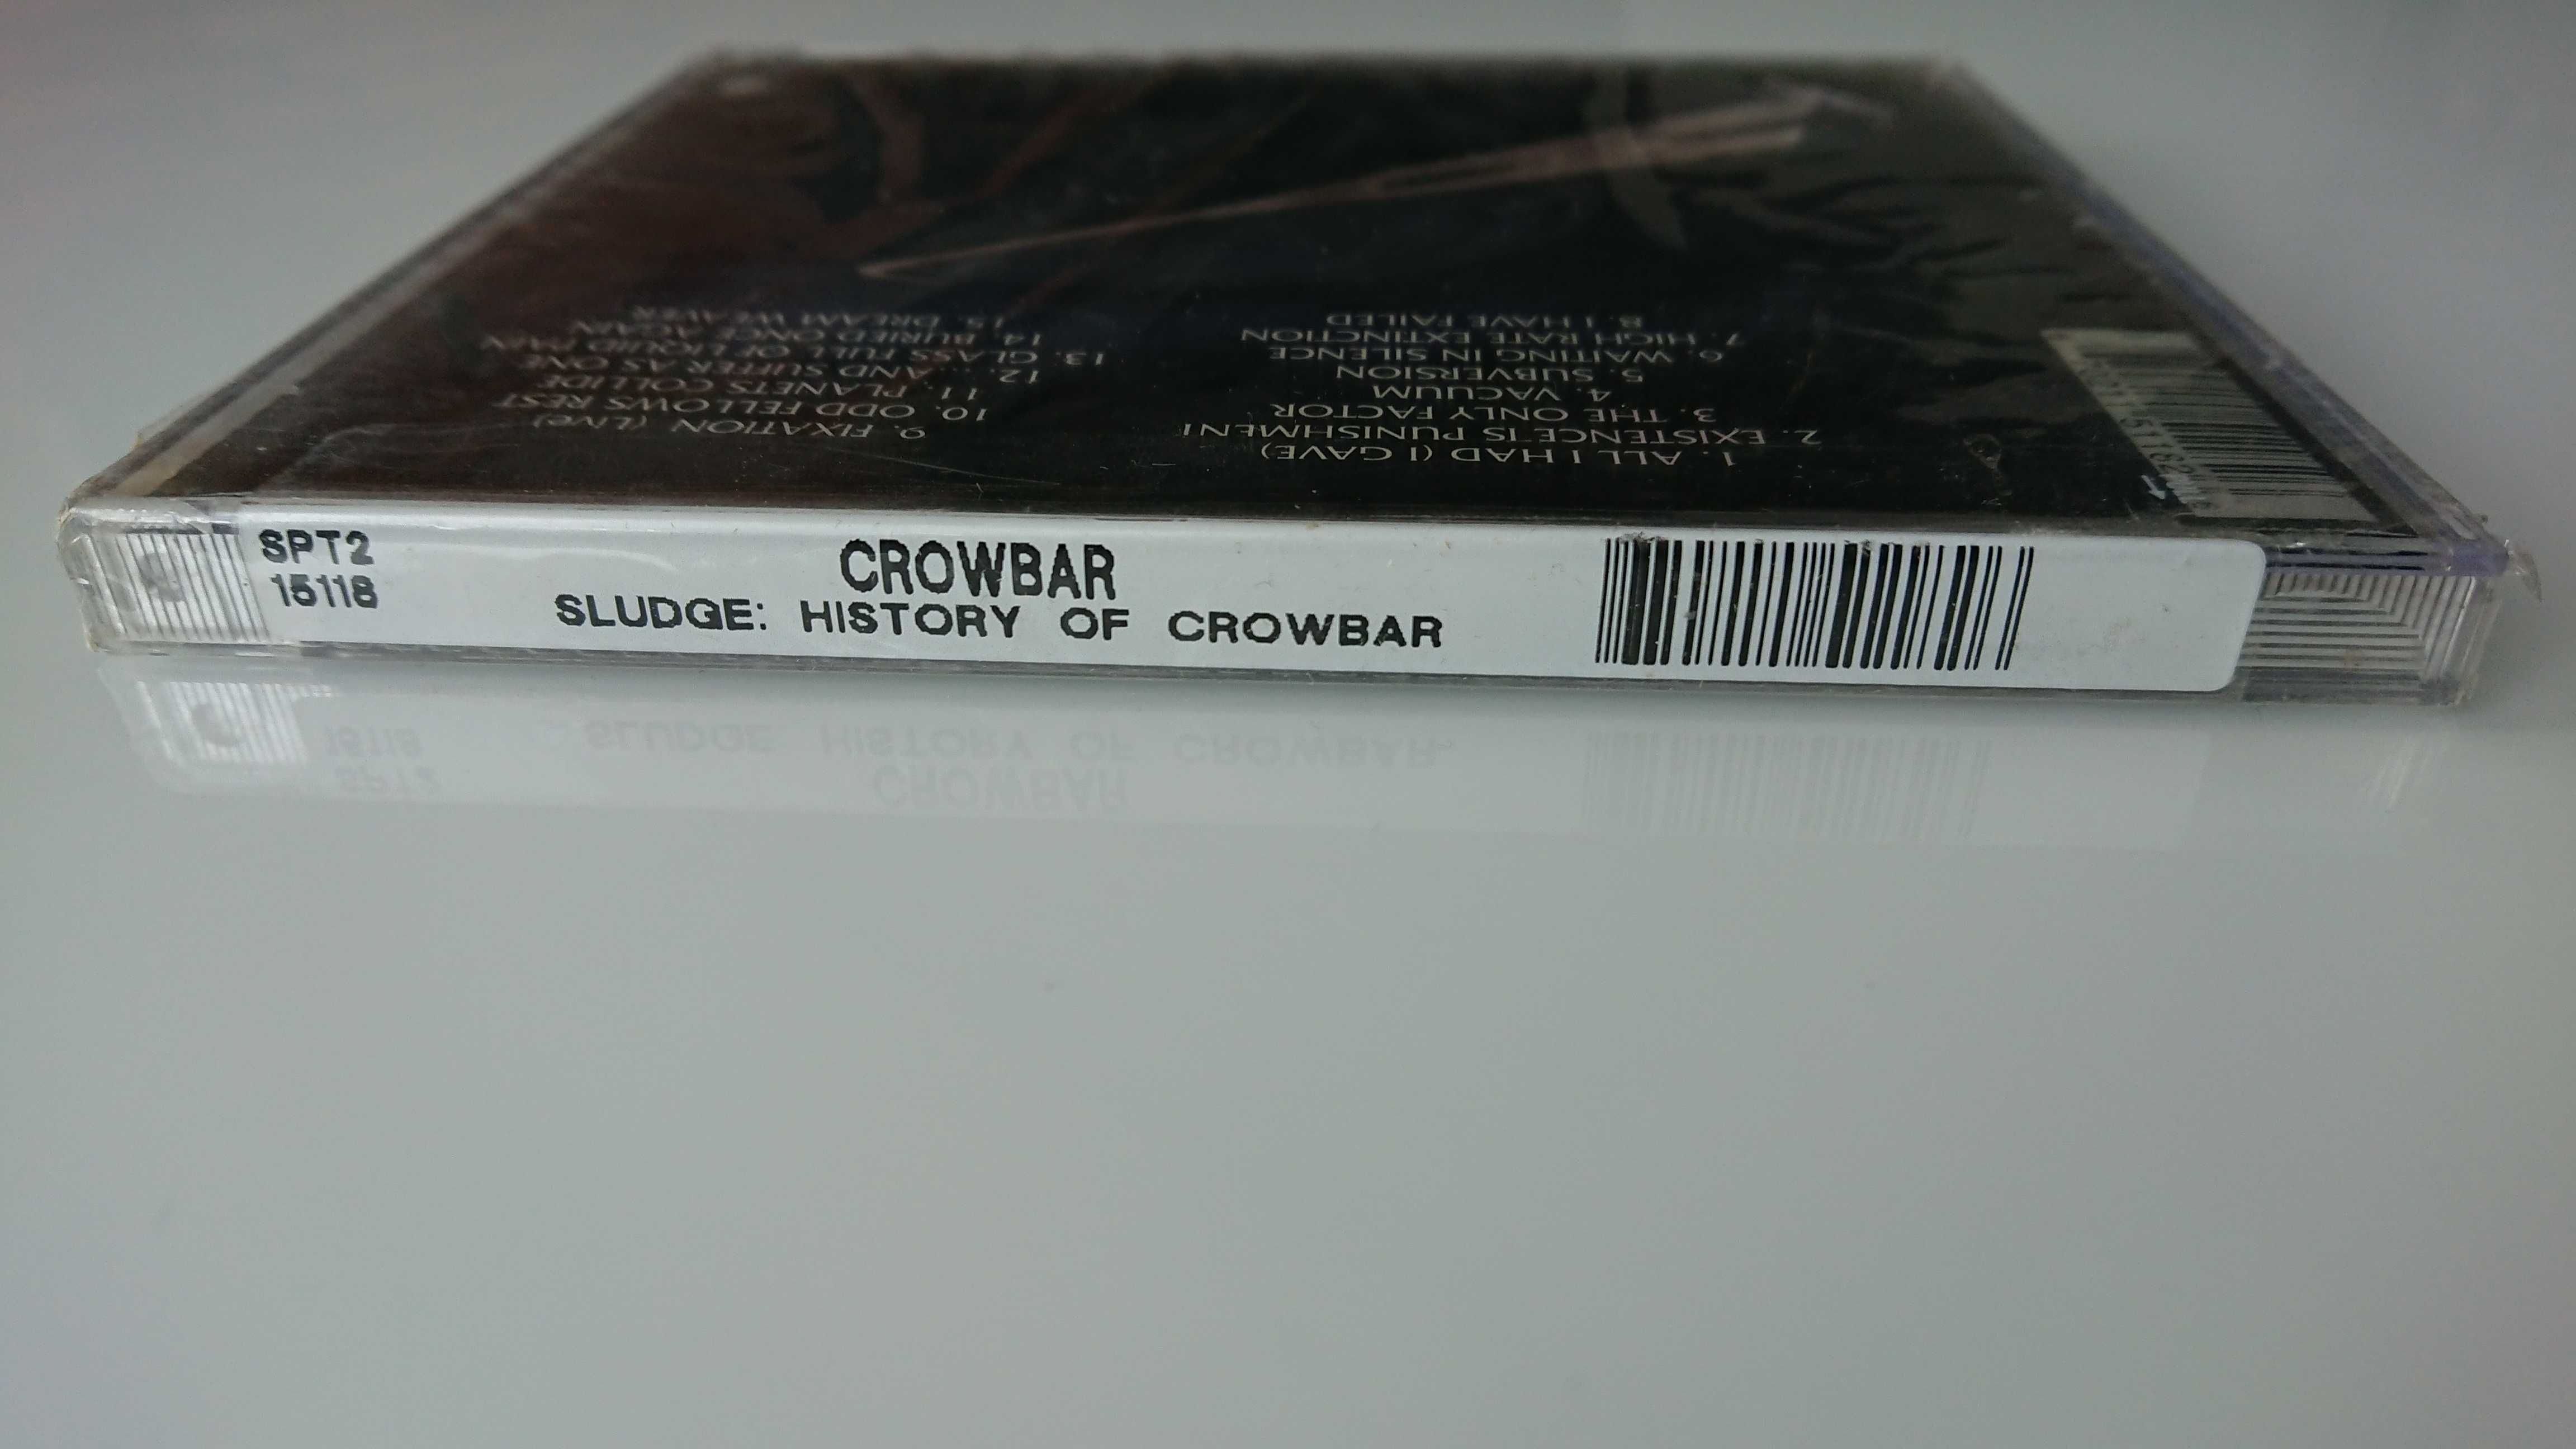 SPT2
15118
CROWBAR
SLUDGE: HISTORY OF CROWBAR
1. ALL I HAD (I GAVE)
2. EXISTENCE IS PUNISHMENT
3. THE ONLY FACTOR
4. VACUUM
5. SUBVERSION
6. WAITING IN SILENCE
7. HIGH RATE EXTINCTION
8. I HAVE FAILED
9. FIXATION (Live)
10. ODD FELLOWS REST
11. PLANETS COLLIDE
12. ...AND SUFFER AS ONE
13. GLASS FULL OF LIQUID PAIN
14. BURIED ONCE AGAIN
15. DREAM WEAVER